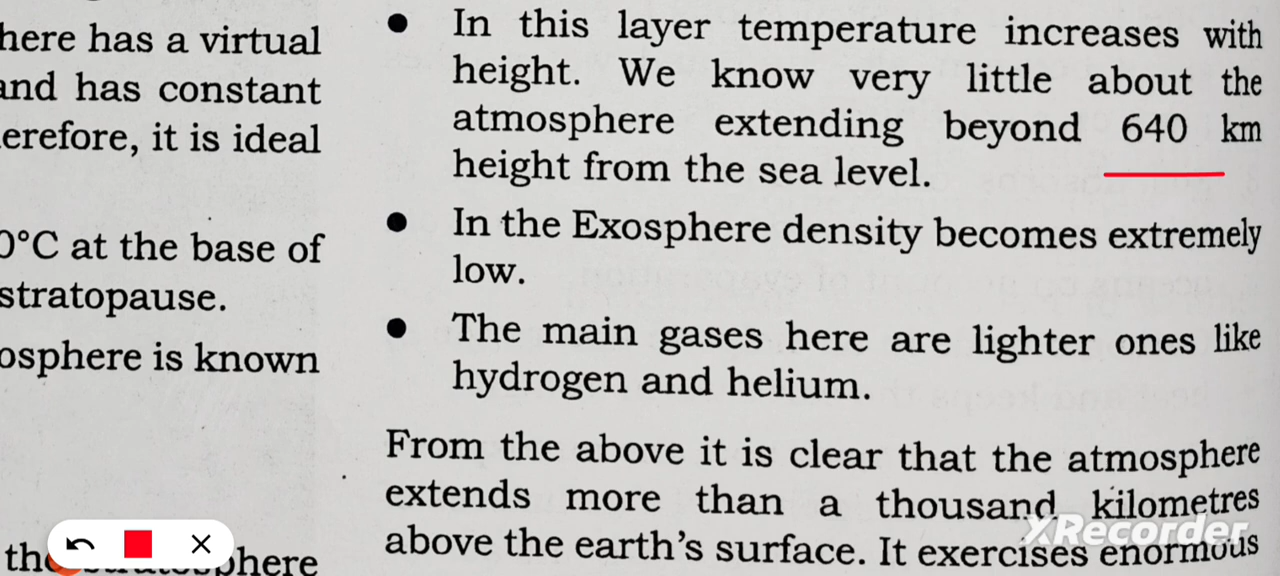 here has a virtual
and has constant
erefore, it is ideal
0°C at the base of
stratopause.
osphere is known
the stratosphere
In this layer temperature increases with
height. We know very little about the
atmosphere extending beyond 640 km
height from the sea level.
In the Exosphere density becomes extremely
low.
The main gases here are lighter ones like
hydrogen and helium.
From the above it is clear that the atmosphere
extends more than a thousand kilometres
above the earth's surface. It exercises enormous
XRecorder